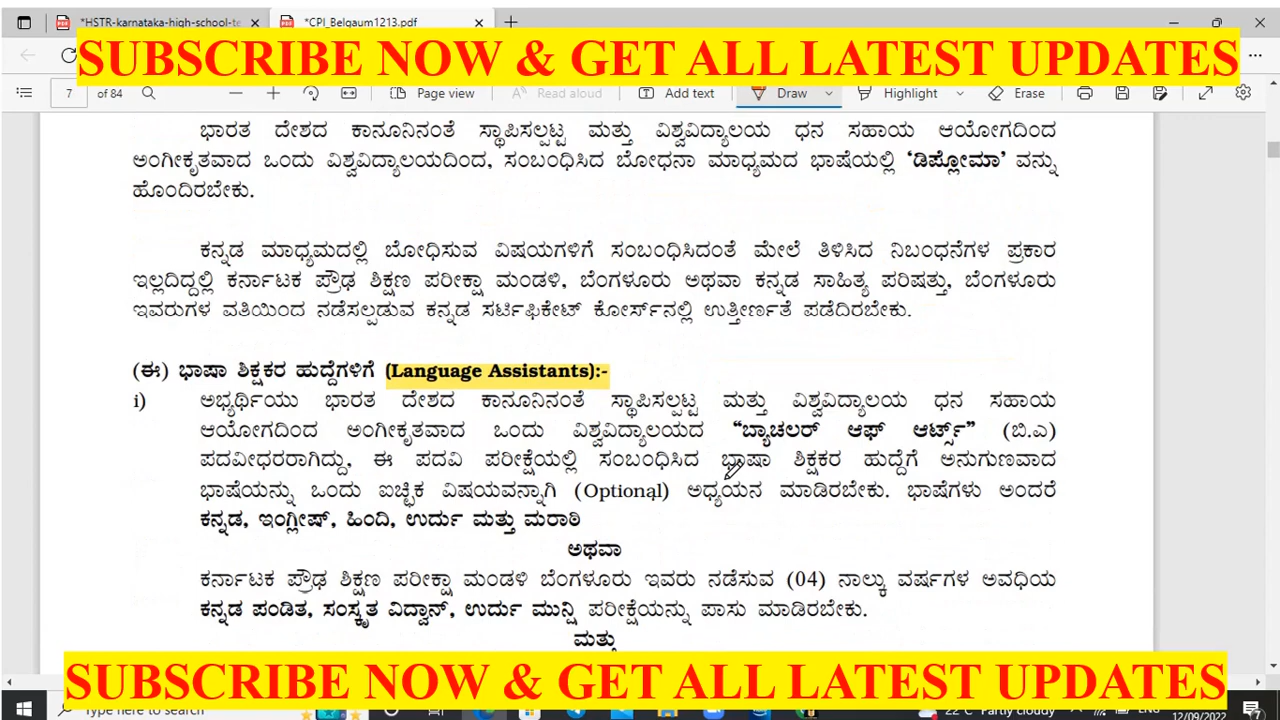 *HSTR-karnataka-high-school-te
*CPI_Belgaum1213.pdf
SUBSCRIBE NOW & GET ALL LATEST UPDATES
7 of 84
Page view
Read aloud
Add text
Draw
Highlight
Erase
ಭಾರತ ದೇಶದ ಕಾನೂನಿನಂತೆ ಸ್ಥಾಪಿಸಲ್ಪಟ್ಟ ಮತ್ತು ವಿಶ್ವವಿದ್ಯಾಲಯ ಧನ ಸಹಾಯ ಆಯೋಗದಿಂದ
ಅಂಗೀಕೃತವಾದ ಒಂದು ವಿಶ್ವವಿದ್ಯಾಲಯದಿಂದ, ಸಂಬಂಧಿಸಿದ ಬೋಧನಾ ಮಾಧ್ಯಮದ ಭಾಷೆಯಲ್ಲಿ 'ಡಿಪ್ಲೋಮಾ' ವನ್ನು
ಹೊಂದಿರಬೇಕು.
ಕನ್ನಡ ಮಾಧ್ಯಮದಲ್ಲಿ ಬೋಧಿಸುವ ವಿಷಯಗಳಿಗೆ ಸಂಬಂಧಿಸಿದಂತೆ ಮೇಲೆ ತಿಳಿಸಿದ ನಿಬಂಧನೆಗಳ ಪ್ರಕಾರ
ಇಲ್ಲದಿದ್ದಲ್ಲಿ ಕರ್ನಾಟಕ ಪ್ರೌಢ ಶಿಕ್ಷಣ ಪರೀಕ್ಷಾ ಮಂಡಳಿ, ಬೆಂಗಳೂರು ಅಥವಾ ಕನ್ನಡ ಸಾಹಿತ್ಯ ಪರಿಷತ್ತು, ಬೆಂಗಳೂರು
ಇವರುಗಳ ವತಿಯಿಂದ ನಡೆಸಲ್ಪಡುವ ಕನ್ನಡ ಸರ್ಟಿಫಿಕೇಟ್ ಕೋರ್ಸ್‌ನಲ್ಲಿ ಉತ್ತೀರ್ಣತೆ ಪಡೆದಿರಬೇಕು.
(ಈ) ಭಾಷಾ ಶಿಕ್ಷಕರ ಹುದ್ದೆಗಳಿಗೆ (Language Assistants):-
i) ಅಭ್ಯರ್ಥಿಯು ಭಾರತ ದೇಶದ ಕಾನೂನಿನಂತೆ ಸ್ಥಾಪಿಸಲ್ಪಟ್ಟ ಮತ್ತು ವಿಶ್ವವಿದ್ಯಾಲಯ ಧನ ಸಹಾಯ
ಆಯೋಗದಿಂದ ಅಂಗೀಕೃತವಾದ ಒಂದು ವಿಶ್ವವಿದ್ಯಾಲಯದ "ಬ್ಯಾಚಲರ್ ಆಫ್ ಆರ್ಟ್ಸ್" (ಬಿ.ಎ)
ಪದವೀಧರರಾಗಿದ್ದು, ಈ ಪದವಿ ಪರೀಕ್ಷೆಯಲ್ಲಿ ಸಂಬಂಧಿಸಿದ ಭಾಷಾ ಶಿಕ್ಷಕರ ಹುದ್ದೆಗೆ ಅನುಗುಣವಾದ
ಭಾಷೆಯನ್ನು ಒಂದು ಐಚ್ಛಿಕ ವಿಷಯವನ್ನಾಗಿ (Optional) ಅಧ್ಯಯನ ಮಾಡಿರಬೇಕು. ಭಾಷೆಗಳು ಅಂದರೆ
ಕನ್ನಡ, ಇಂಗ್ಲೀಷ್, ಹಿಂದಿ, ಉರ್ದು ಮತ್ತು ಮರಾಠಿ
ಅಥವಾ
ಕರ್ನಾಟಕ ಪ್ರೌಢ ಶಿಕ್ಷಣ ಪರೀಕ್ಷಾ ಮಂಡಳಿ ಬೆಂಗಳೂರು ಇವರು ನಡೆಸುವ (04) ನಾಲ್ಕು ವರ್ಷಗಳ ಅವಧಿಯ
ಕನ್ನಡ ಪಂಡಿತ, ಸಂಸ್ಕೃತ ವಿದ್ವಾನ್, ಉರ್ದು ಮುನ್ಷಿ ಪರೀಕ್ಷೆಯನ್ನು ಪಾಸು ಮಾಡಿರಬೇಕು.
ಮತ್ತು
SUBSCRIBE NOW & GET ALL LATEST UPDATES
Type here to search
22°C Partly cloudy
ENG
12/09/2022
7